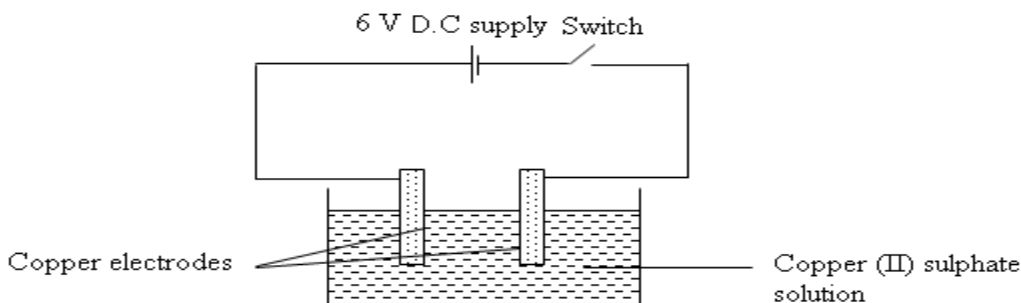 6 V D.C supply Switch
Copper electrodes
Copper (II) sulphate
solution